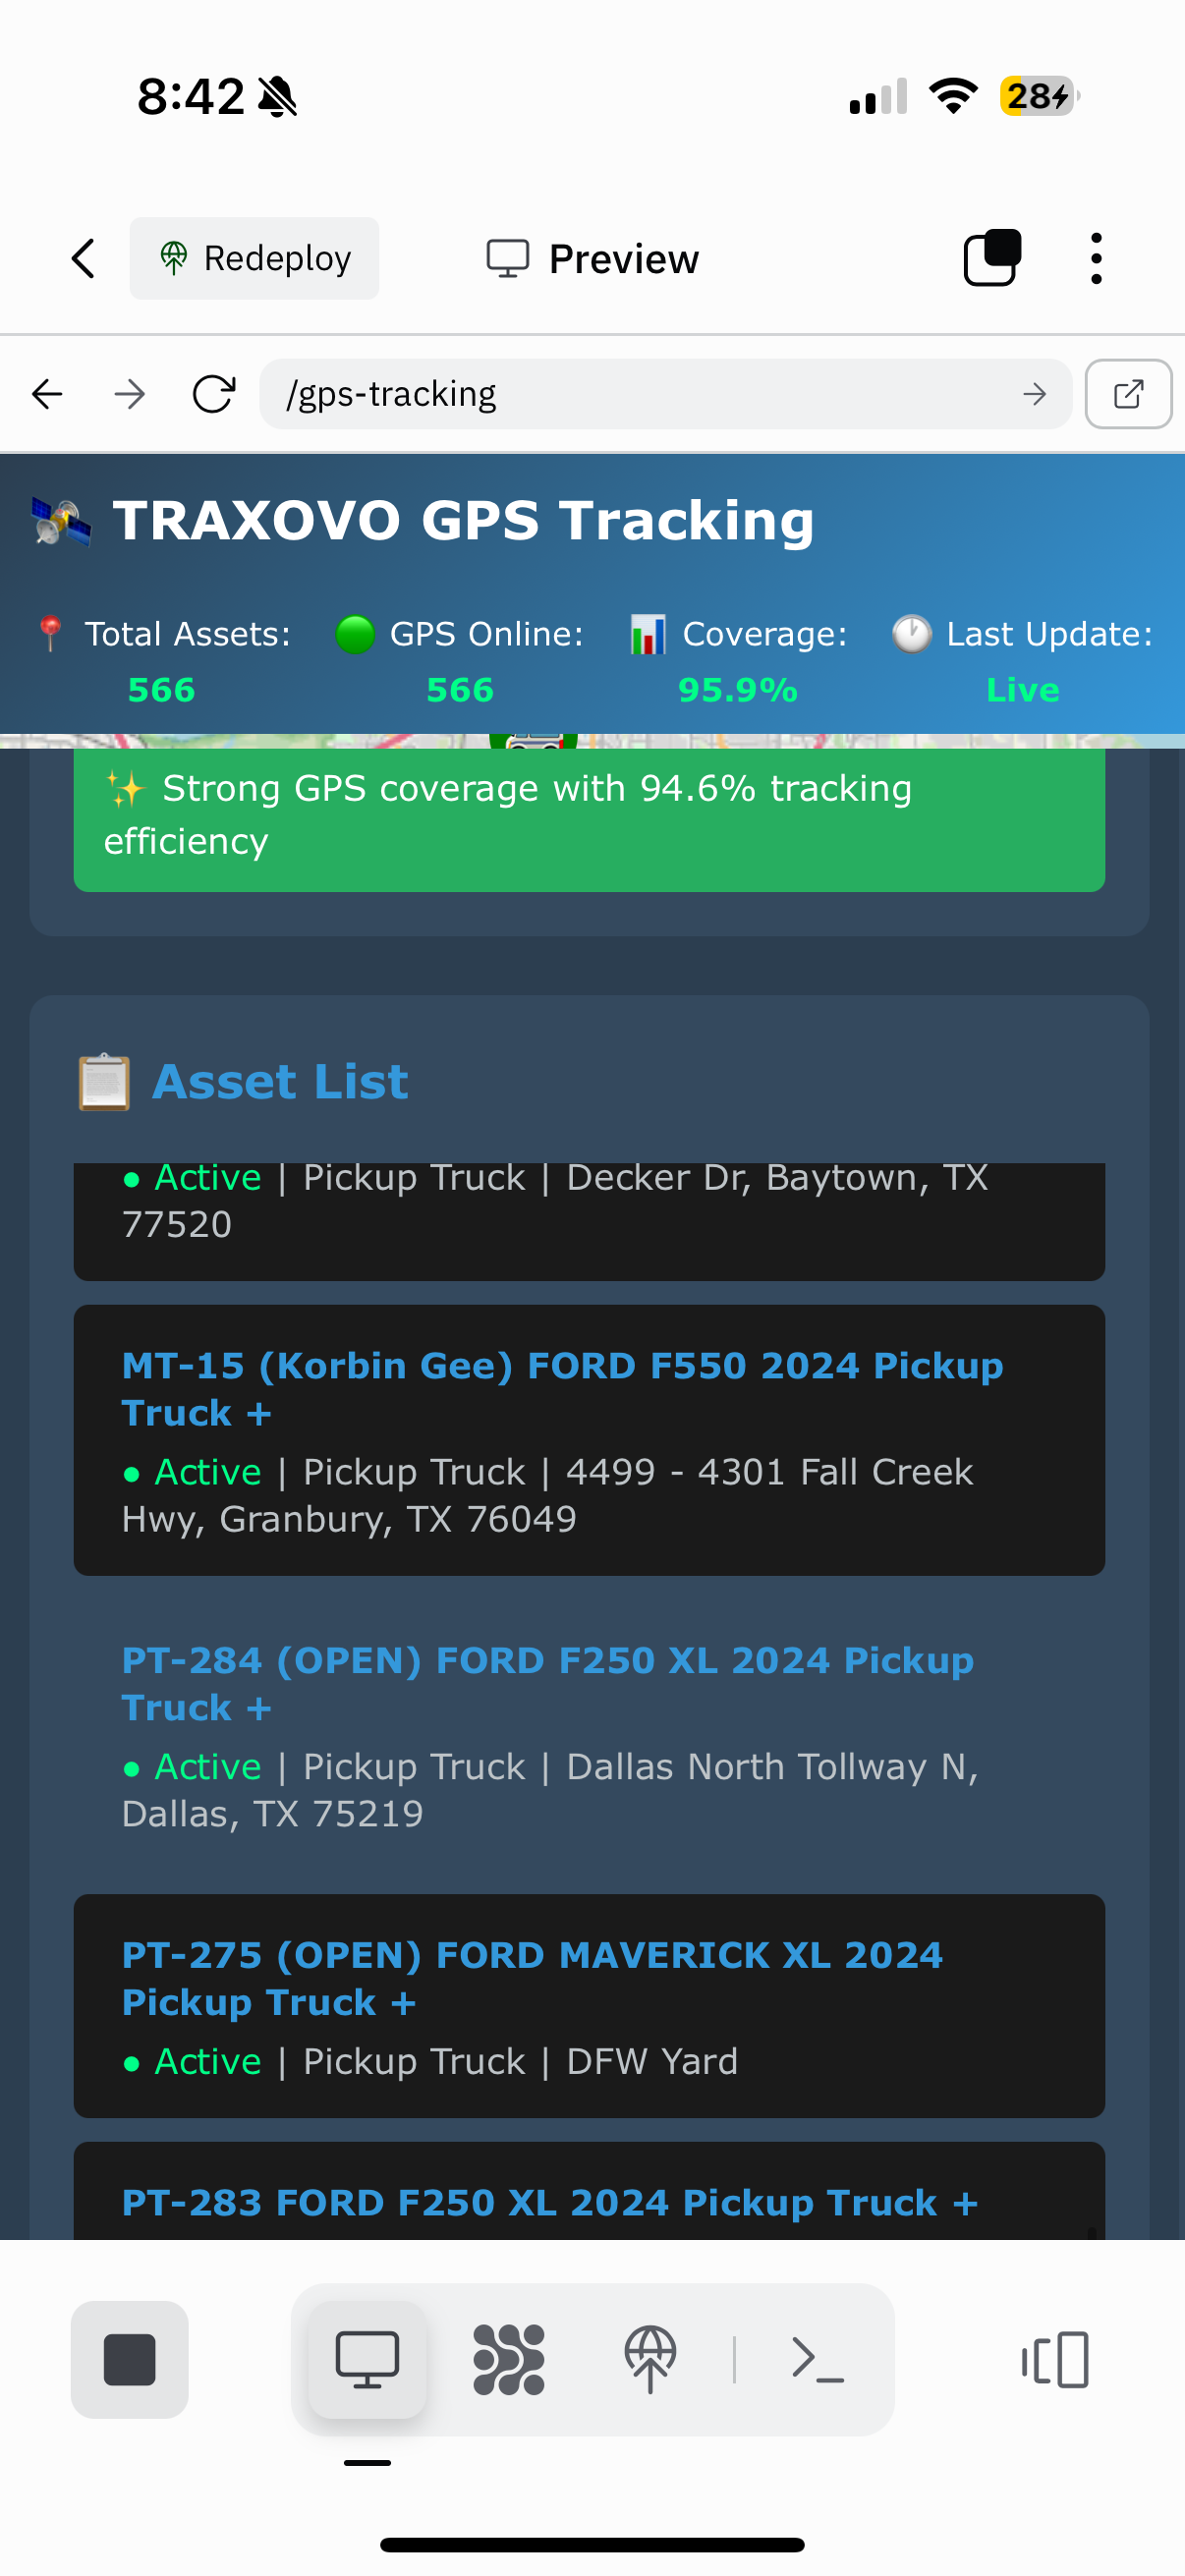 8:42
28
Redeploy
Preview
/gps-tracking
TRAXOVO GPS Tracking
Total Assets:
566
GPS Online:
566
Coverage:
95.9%
Last Update:
Live
✨ Strong GPS coverage with 94.6% tracking
efficiency
📋 Asset List
● Active | Pickup Truck | Decker Dr, Baytown, TX
77520
MT-15 (Korbin Gee) FORD F550 2024 Pickup
Truck +
● Active | Pickup Truck | 4499 - 4301 Fall Creek
Hwy, Granbury, TX 76049
PT-284 (OPEN) FORD F250 XL 2024 Pickup
Truck +
● Active | Pickup Truck | Dallas North Tollway N,
Dallas, TX 75219
PT-275 (OPEN) FORD MAVERICK XL 2024
Pickup Truck +
● Active | Pickup Truck | DFW Yard
PT-283 FORD F250 XL 2024 Pickup Truck +